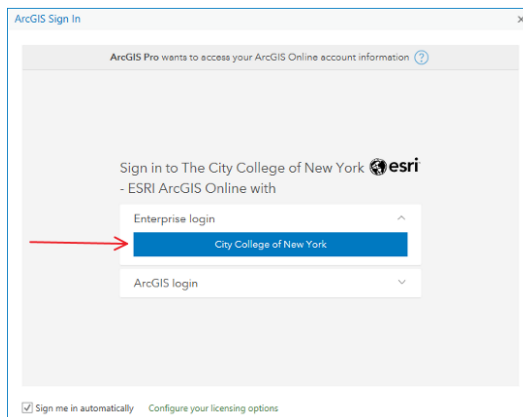 ArcGIS Sign In
ArcGIS Pro wants to access your ArcGIS Online account information ?
Sign in to The City College of New York esri
- ESRI ArcGIS Online with
Enterprise login
City College of New York
ArcGIS login
Sign me in automatically Configure your licensing options